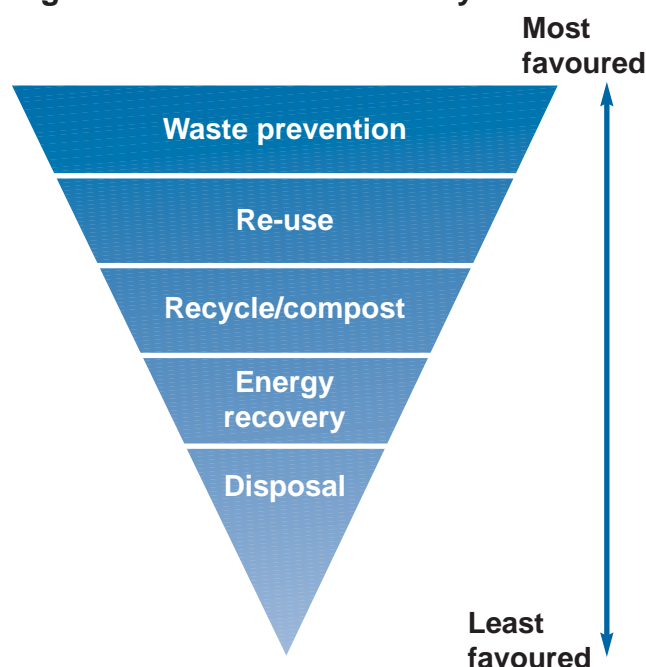 Most
favoured
Waste prevention
Re-use
Recycle/compost
Energy
recovery
Disposal
Least
favoured